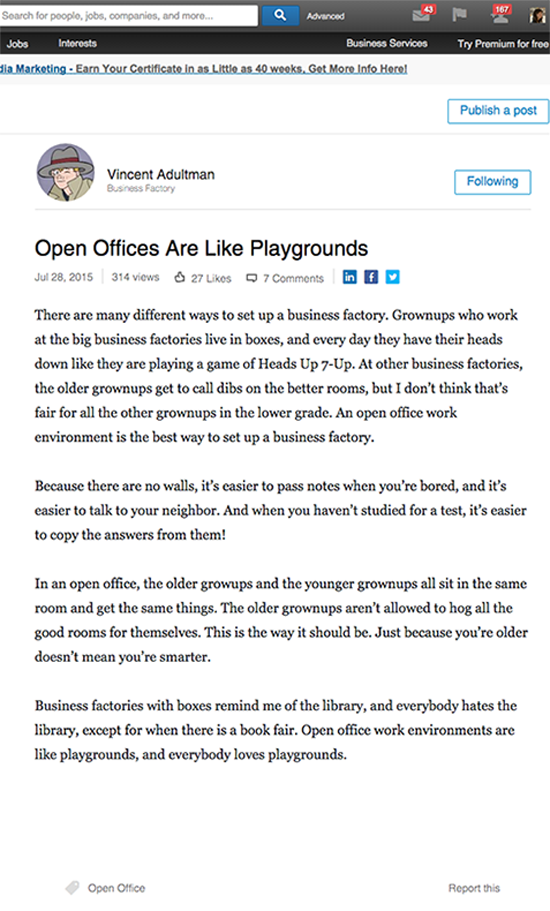 Search for people, jobs, companies, and more...
Advanced
43
167
Jobs
Interests
Business Services
Try Premium for free
dia Marketing - Earn Your Certificate in as Little as 40 weeks, Get More Info Here!
Publish a post
Vincent Adultman
Business Factory
Following
Open Offices Are Like Playgrounds
Jul 28, 2015
314 views
27 Likes
7 Comments
in
f
There are many different ways to set up a business factory. Grownups who work
at the big business factories live in boxes, and every day they have their heads
down like they are playing a game of Heads Up 7-Up. At other business factories,
the older grownups get to call dibs on the better rooms, but I don't think that's
fair for all the other grownups in the lower grade. An open office work
environment is the best way to set up a business factory.
Because there are no walls, it's easier to pass notes when you're bored, and it's
easier to talk to your neighbor. And when you haven't studied for a test, it's easier
to copy the answers from them!
In an open office, the older growups and the younger grownups all sit in the same
room and get the same things. The older grownups aren't allowed to hog all the
good rooms for themselves. This is the way it should be. Just because you're older
doesn't mean you're smarter.
Business factories with boxes remind me of the library, and everybody hates the
library, except for when there is a book fair. Open office work environments are
like playgrounds, and everybody loves playgrounds.
Open Office
Report this